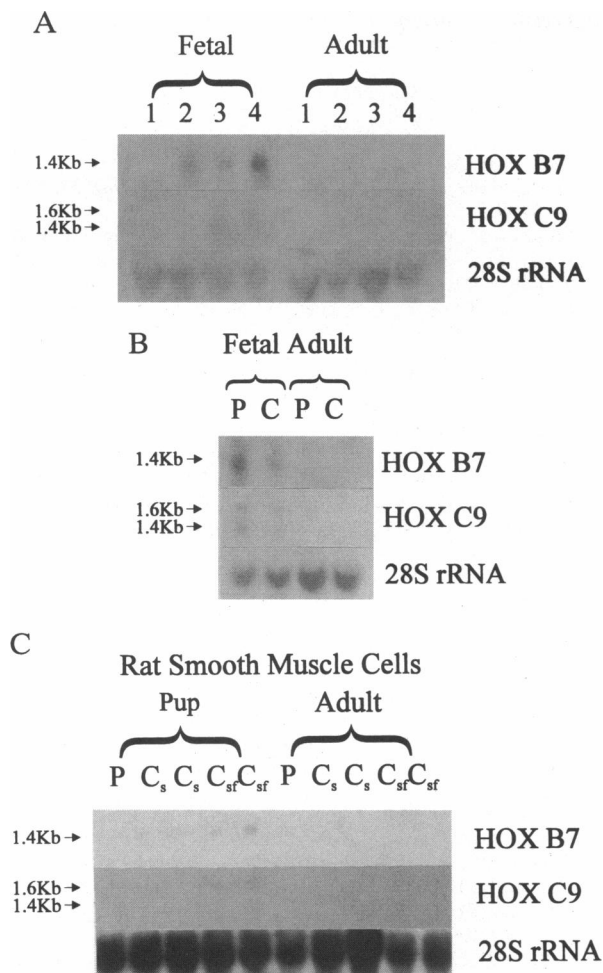 A
Fetal Adult
1 2 3 4 1 2 3 4
1.4Kb→ HOX B7
1.6Kb→
1.4Kb→ HOX C9
28S rRNA
B
Fetal Adult
P C P C
1.4Kb→ HOX B7
1.6Kb→
1.4Kb→ HOX C9
28S rRNA
C
Rat Smooth Muscle Cells
Pup Adult
P Cs Cs Csf Csf P Cs Cs Csf Csf
1.4Kb→ HOX B7
1.6Kb→
1.4Kb→ HOX C9
28S rRNA